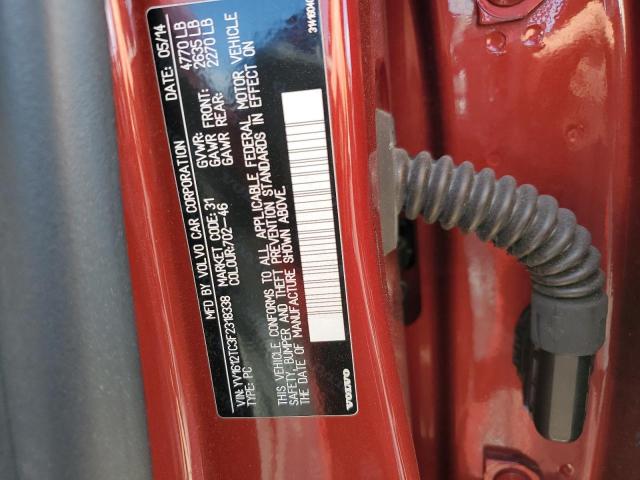 MFD BY VOLVO CAR CORPORATION DATE: 05/14
GVWR: 4770 LB
MARKET CODE: 31 GAWR FRONT: 2635 LB
COLOUR:702-46 GAWR REAR: 2270 LB
VIN: YV1612TC3F2318338
TYPE: PC
THIS VEHICLE CONFORMS TO ALL APPLICABLE FEDERAL MOTOR VEHICLE
SAFETY, BUMPER AND THEFT PREVENTION STANDARDS IN EFFECT ON
THE DATE OF MANUFACTURE SHOWN ABOVE.
VOLVO